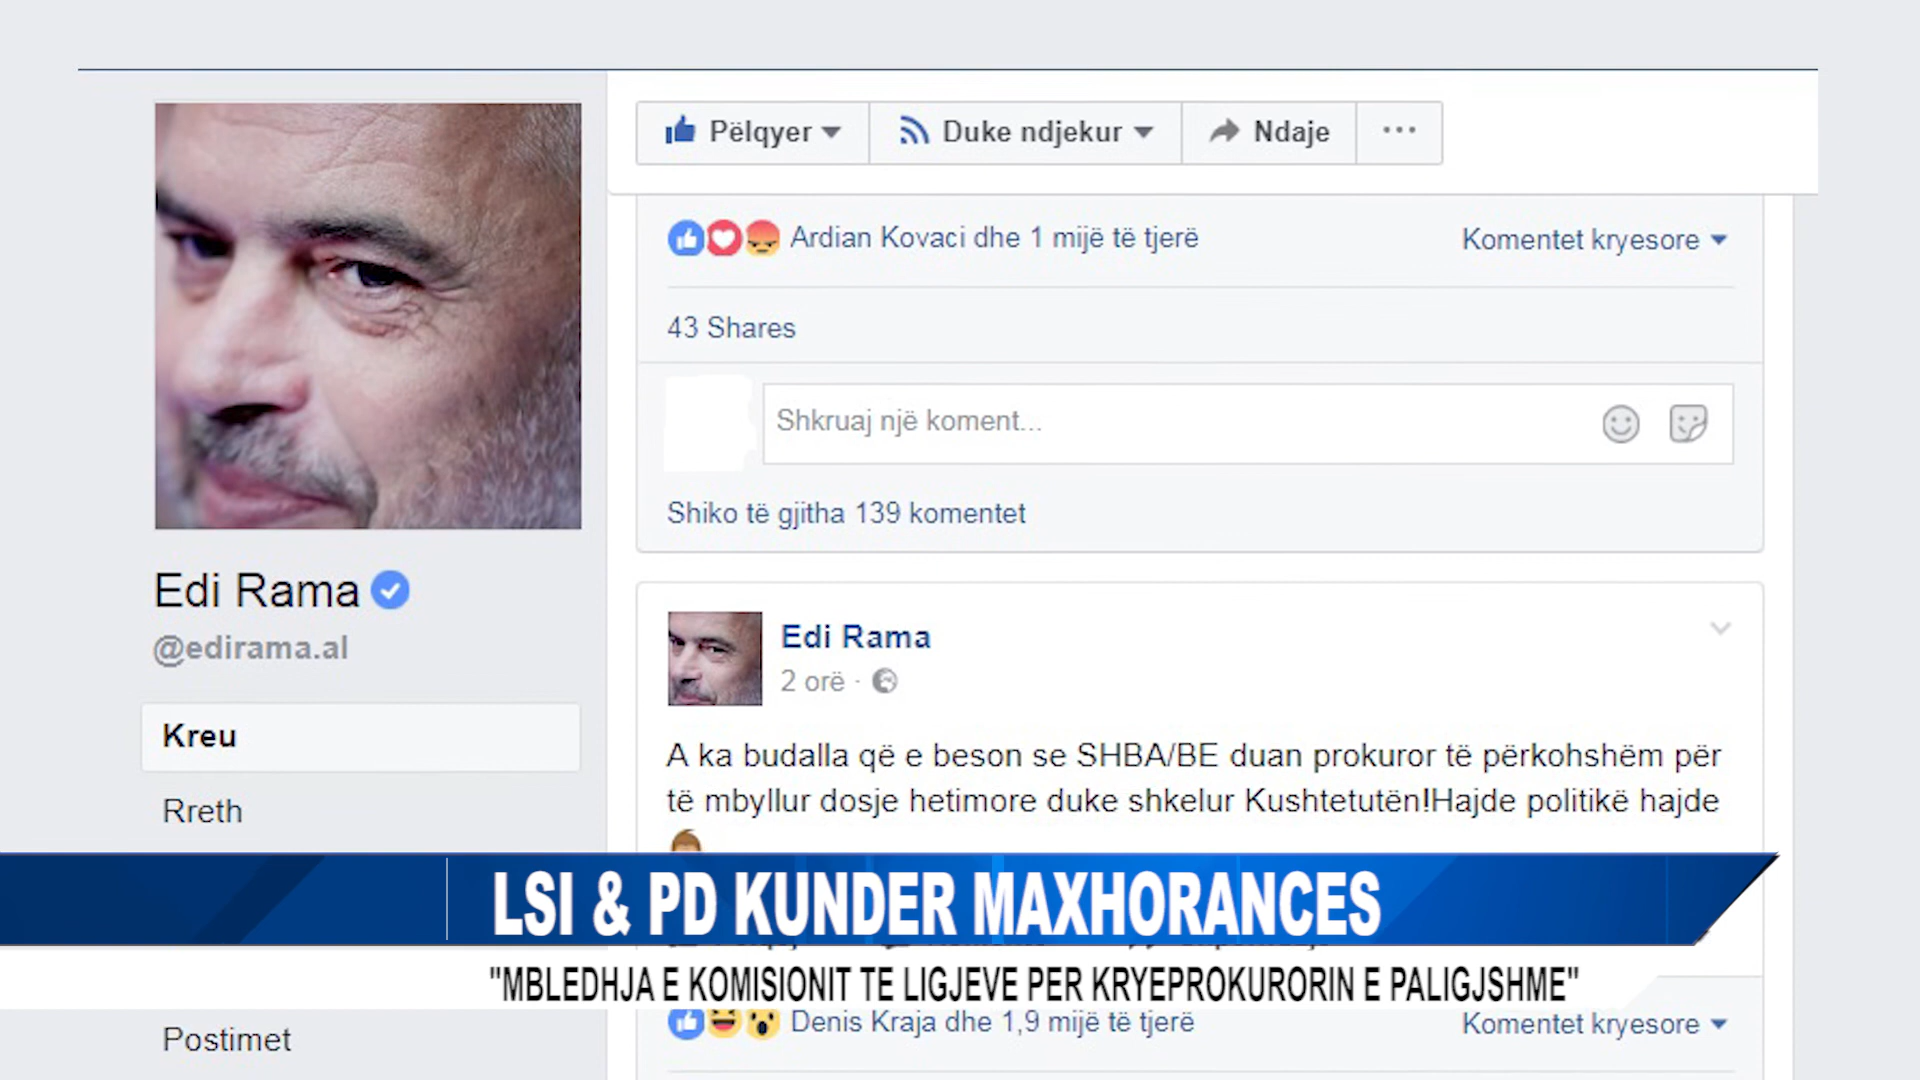 Pëlqyer
Duke ndjekur
Ndaje
Ardian Kovaci dhe 1 mijë të tjerë
Komentet kryesore
43 Shares
Shkruaj një koment...
Shiko të gjitha 139 komentet
Edi Rama
@edirama.al
Kreu
Rreth
Postimet
Edi Rama
2 orë
A ka budalla që e beson se SHBA/BE duan prokuror të përkohshëm për
të mbyllur dosje hetimore duke shkelur Kushtetutën!Hajde politikë hajde
LSI & PD KUNDER MAXHORANCES
"MBLEDHJA E KOMISIONIT TE LIGJEVE PER KRYEPROKURORIN E PALIGJSHME"
Denis Kraja dhe 1,9 mijë të tjerë
Komentet kryesore